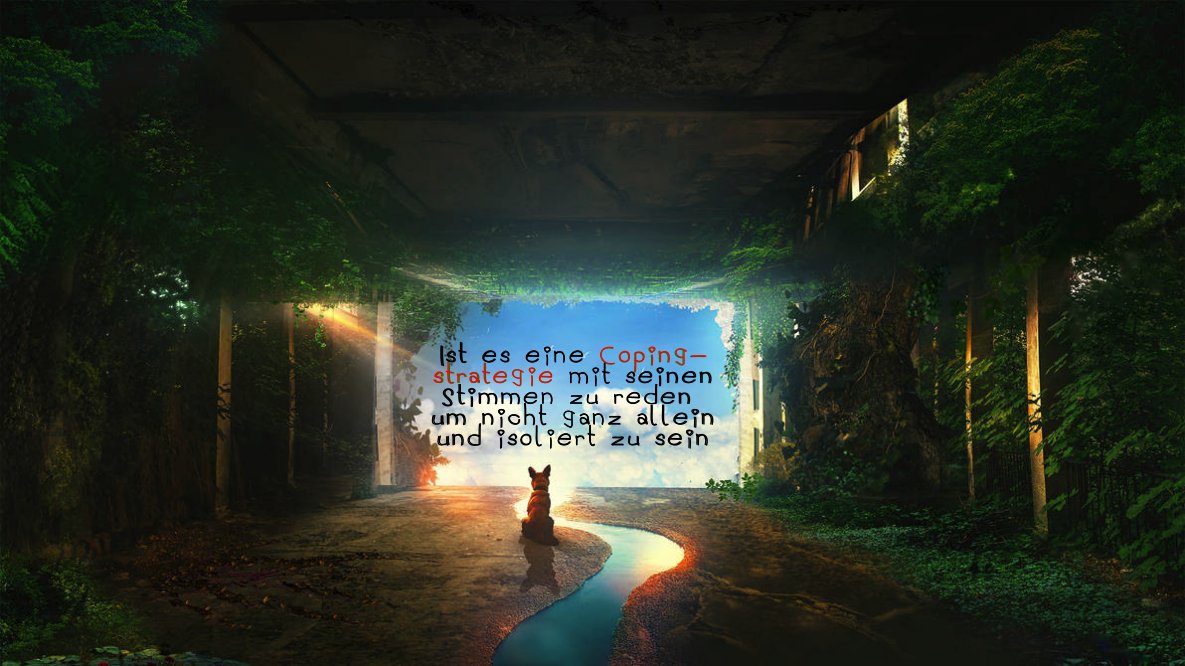 Ist es eine Coping-
strategie mit seinen
Stimmen zu reden
um nicht ganz allein
und isoliert zu sein